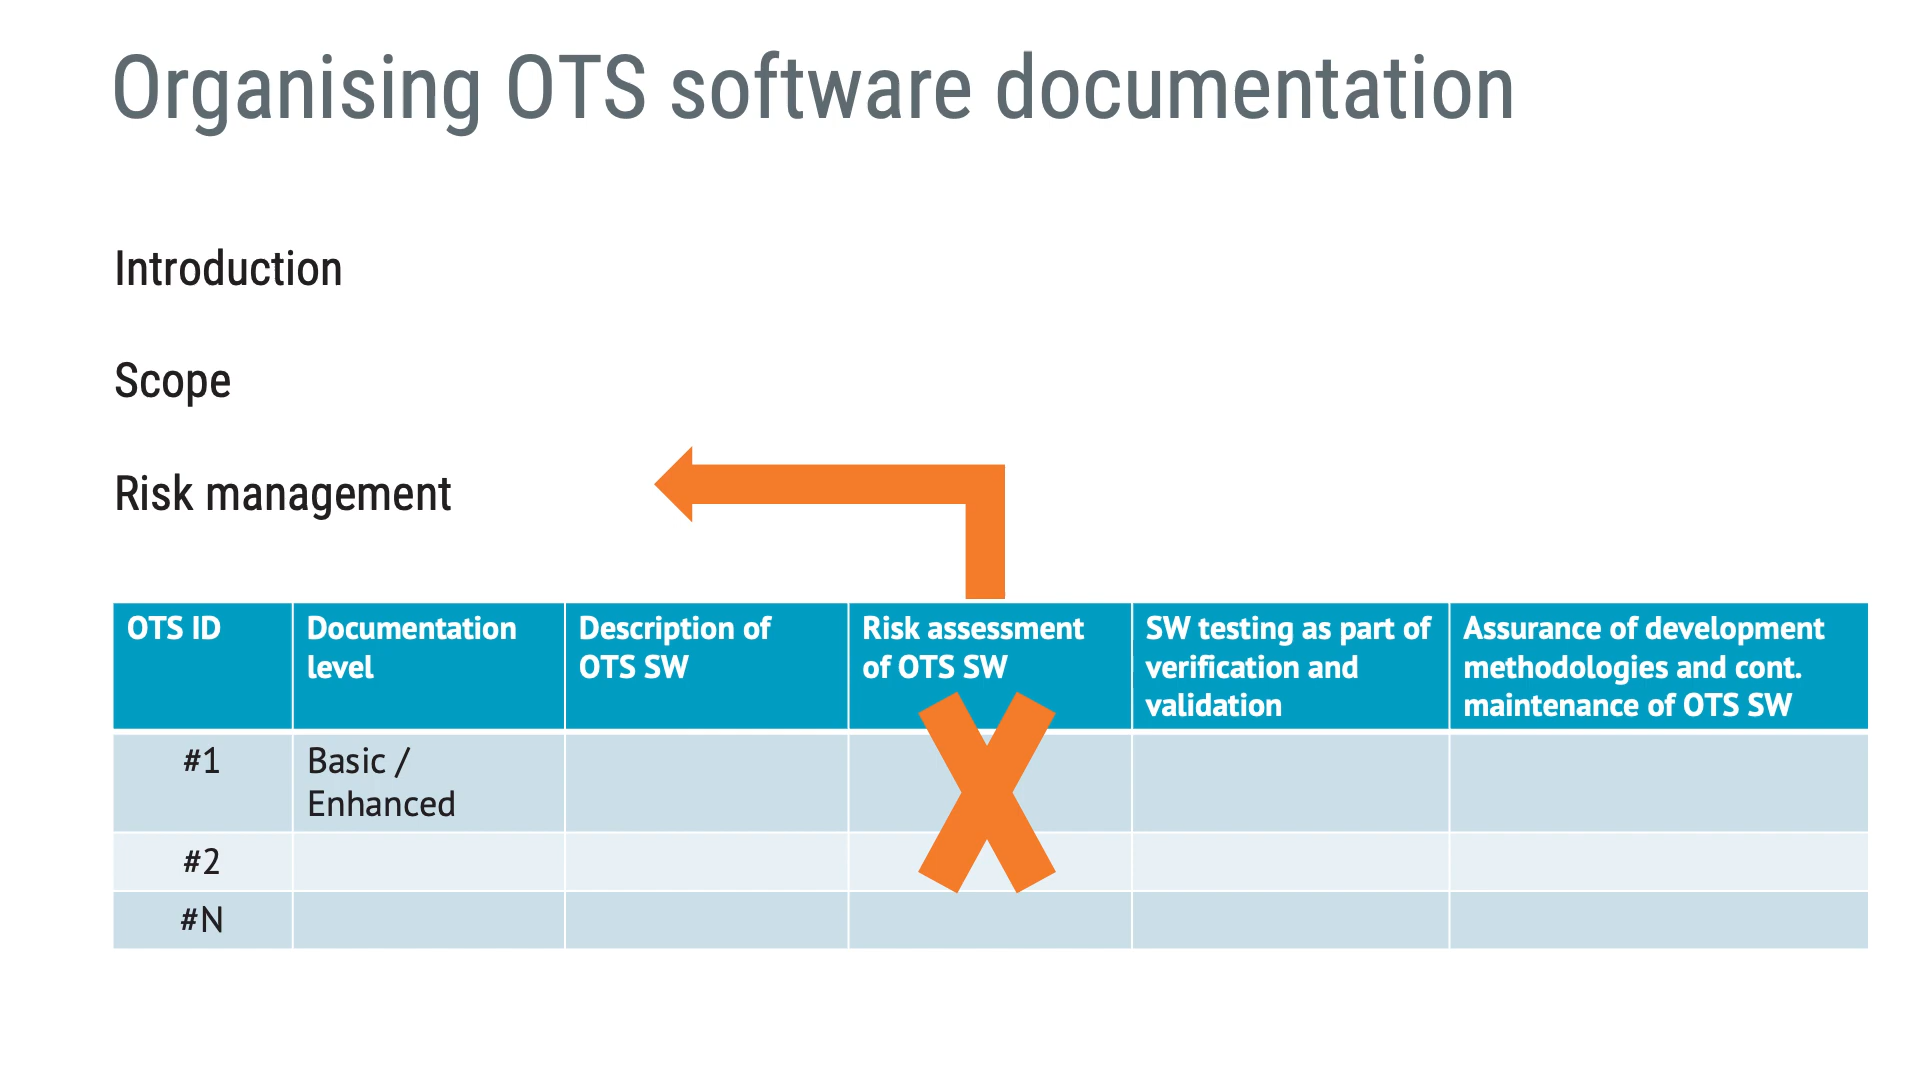 Organising OTS software documentation
Introduction
Scope
Risk management
OTS ID
Documentation
level
Description of
OTS SW
Risk assessment
of OTS SW
SW testing as part of
verification and
validation
Assurance of development
methodologies and cont.
maintenance of OTS SW
#1
Basic /
Enhanced
#2
#N